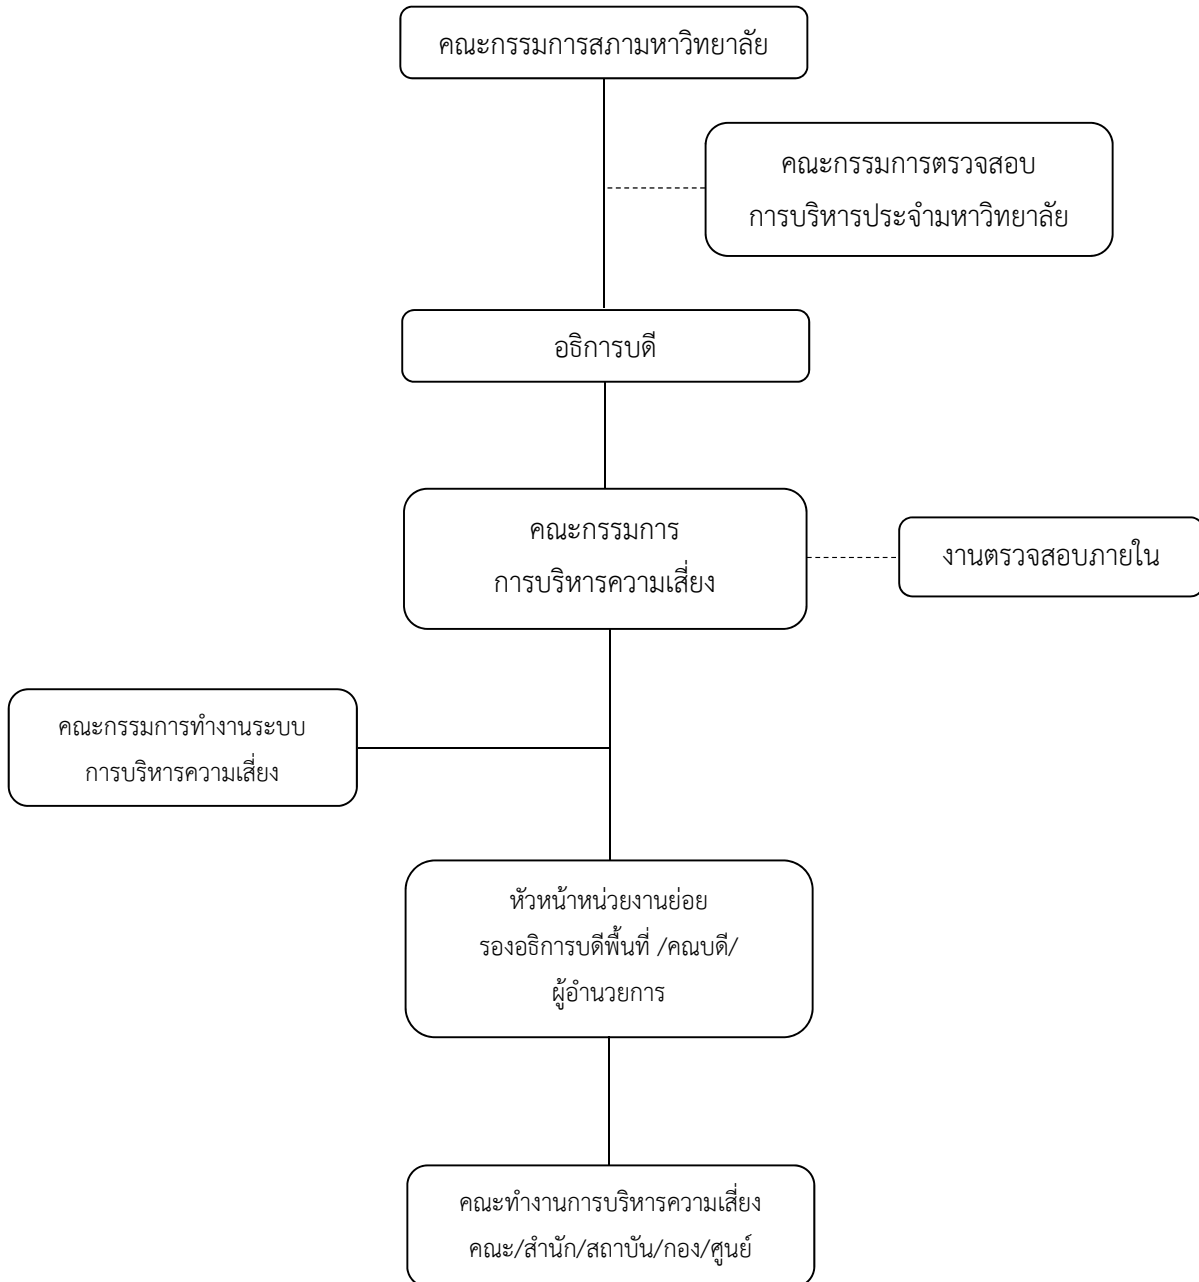 คณะกรรมการสภามหาวิทยาลัย
คณะกรรมการตรวจสอบ
การบริหารประจำมหาวิทยาลัย
อธิการบดี
คณะกรรมการ
การบริหารความเสี่ยง
งานตรวจสอบภายใน
คณะกรรมการทำงานระบบ
การบริหารความเสี่ยง
หัวหน้าหน่วยงานย่อย
รองอธิการบดีพื้นที่ /คณบดี/
ผู้อำนวยการ
คณะทำงานการบริหารความเสี่ยง
คณะ/สำนัก/สถาบัน/กอง/ศูนย์